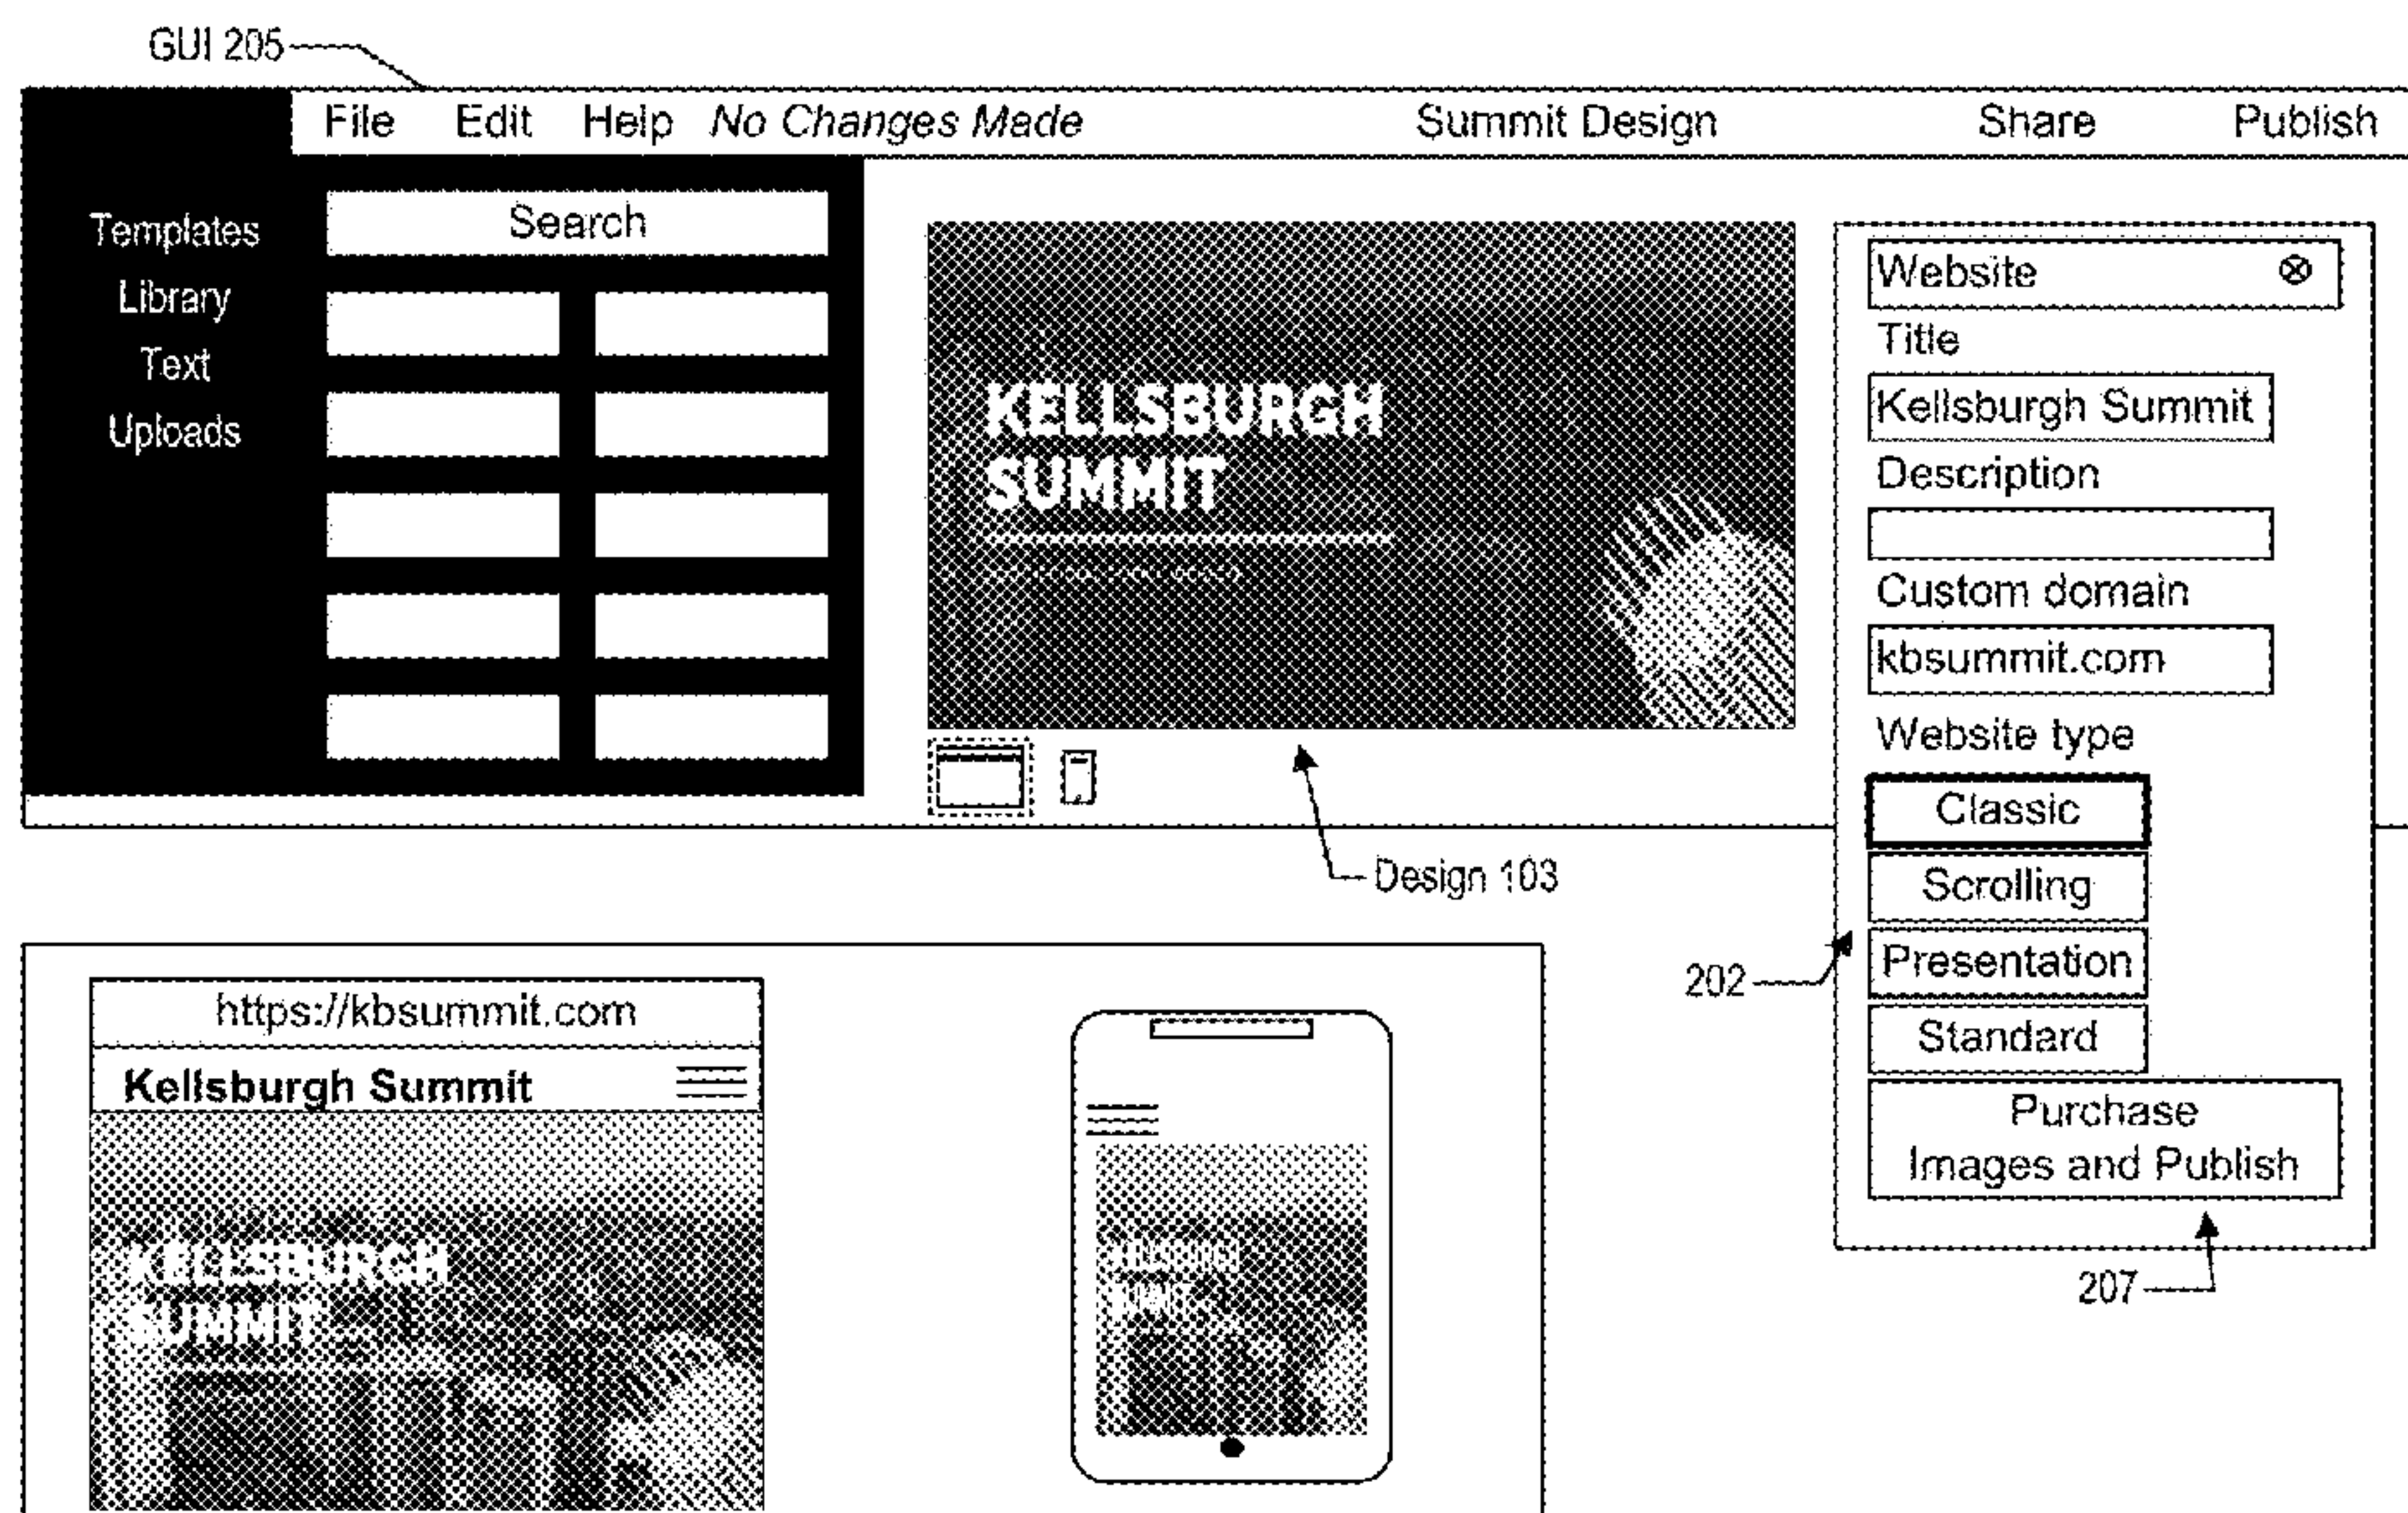 GUI 205
File Edit Help No Changes Made Summit Design Share Publish
Templates
Library
Text
Uploads
Search
KELLSBURGH
SUMMIT
Website
Title
Kellsburgh Summit
Description
Custom domain
kbsummit.com
Website type
Classic
Scrolling
Presentation
Standard
Purchase
Images and Publish
Design 103
202
207
https://kbsummit.com
Kellsburgh Summit
KELLSBURGH
SUMMIT
KELLSBURGH
SUMMIT